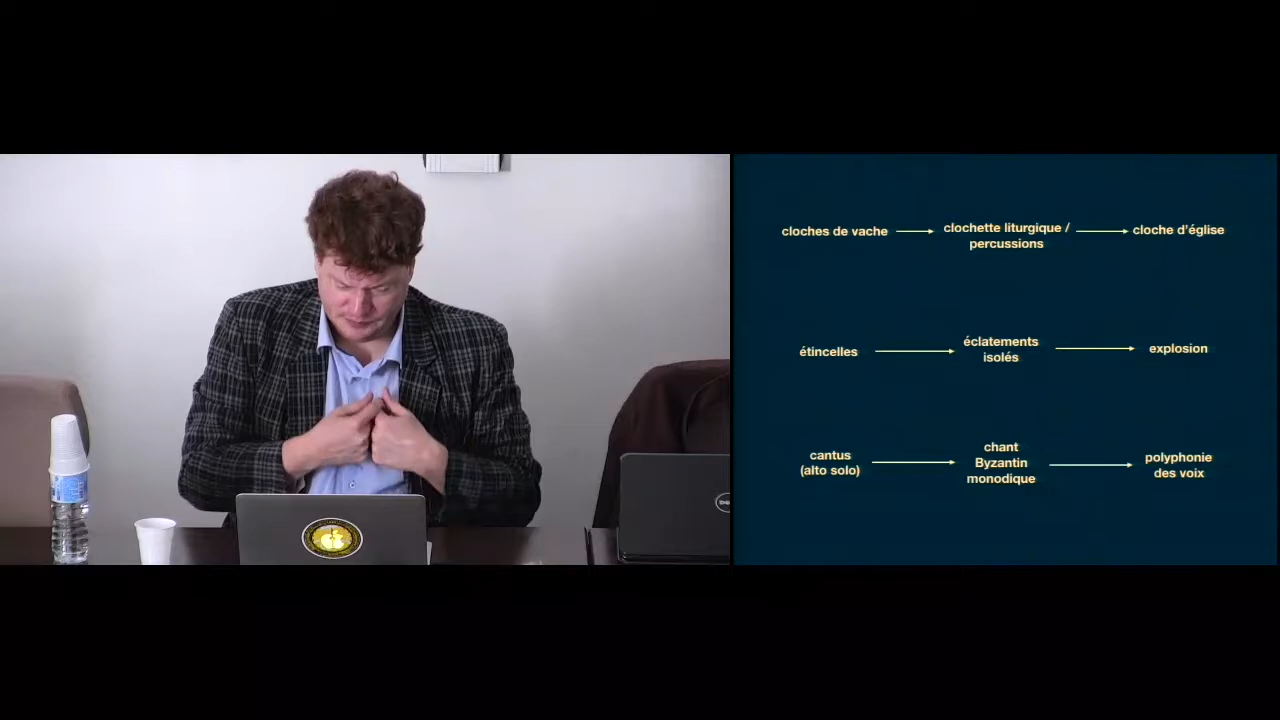 cloches de vache
clochette liturgique /
percussions
cloche d'église
étincelles
éclatements
isolés
explosion
cantus
(alto solo)
chant
Byzantin
monodique
polyphonie
des voix